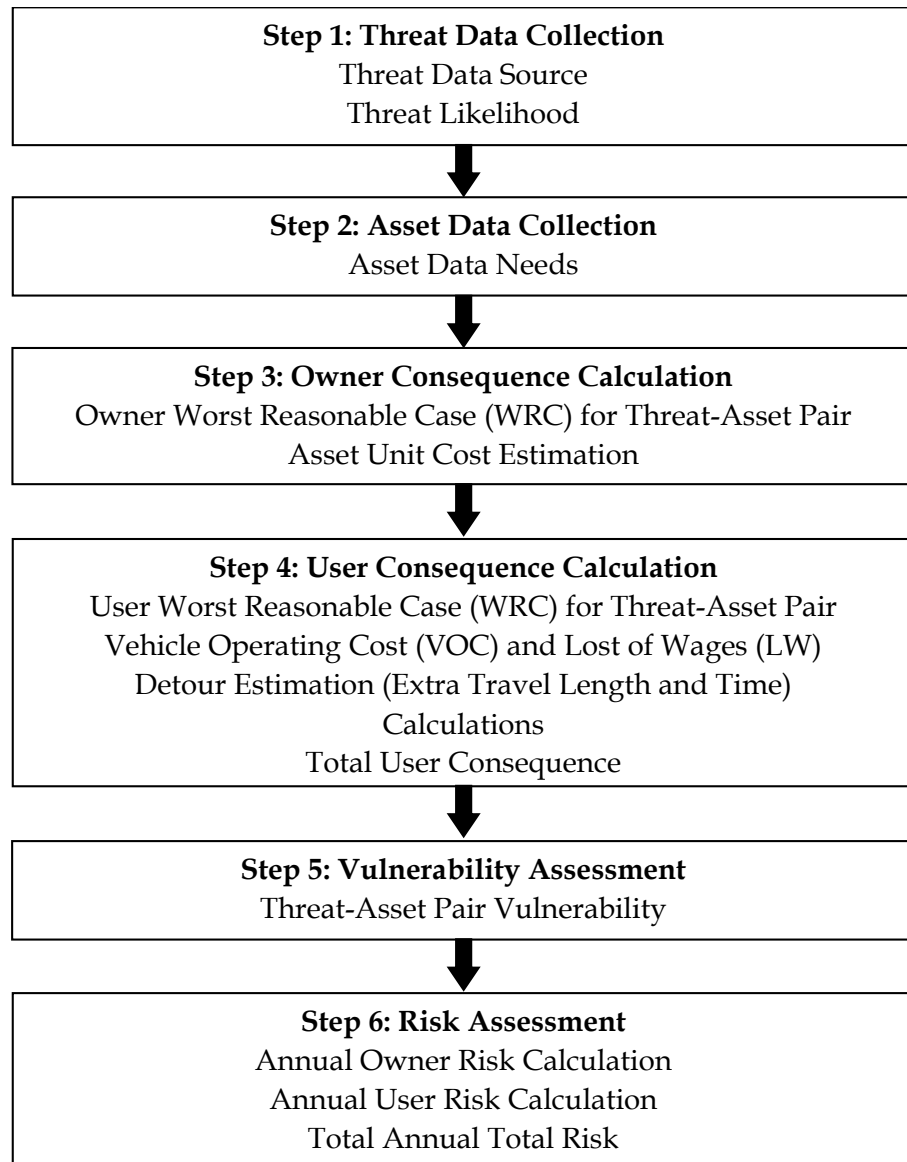 Step 1: Threat Data Collection
Threat Data Source
Threat Likelihood
Step 2: Asset Data Collection
Asset Data Needs
Step 3: Owner Consequence Calculation
Owner Worst Reasonable Case (WRC) for Threat-Asset Pair
Asset Unit Cost Estimation
Step 4: User Consequence Calculation
User Worst Reasonable Case (WRC) for Threat-Asset Pair
Vehicle Operating Cost (VOC) and Lost of Wages (LW)
Detour Estimation (Extra Travel Length and Time)
Calculations
Total User Consequence
Step 5: Vulnerability Assessment
Threat-Asset Pair Vulnerability
Step 6: Risk Assessment
Annual Owner Risk Calculation
Annual User Risk Calculation
Total Annual Total Risk